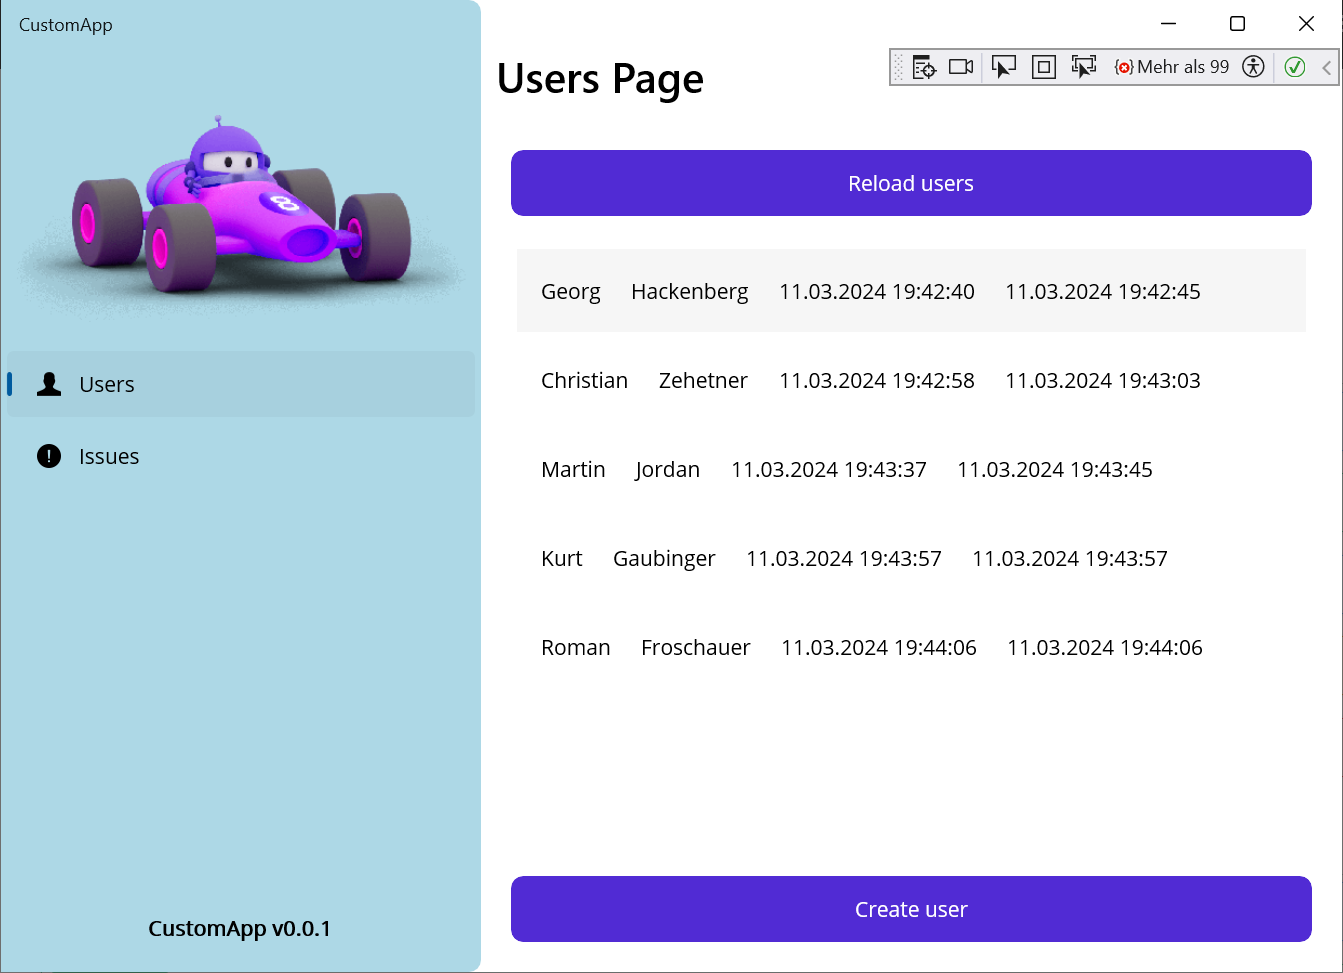 CustomApp
Users Page
Mehr als 99
Reload users
8
Georg Hackenberg 11.03.2024 19:42:40 11.03.2024 19:42:45
Users
Christian Zehetner 11.03.2024 19:42:58 11.03.2024 19:43:03
Issues
Martin Jordan 11.03.2024 19:43:37 11.03.2024 19:43:45
Kurt Gaubinger 11.03.2024 19:43:57 11.03.2024 19:43:57
Roman Froschauer 11.03.2024 19:44:06 11.03.2024 19:44:06
Create user
CustomApp v0.0.1